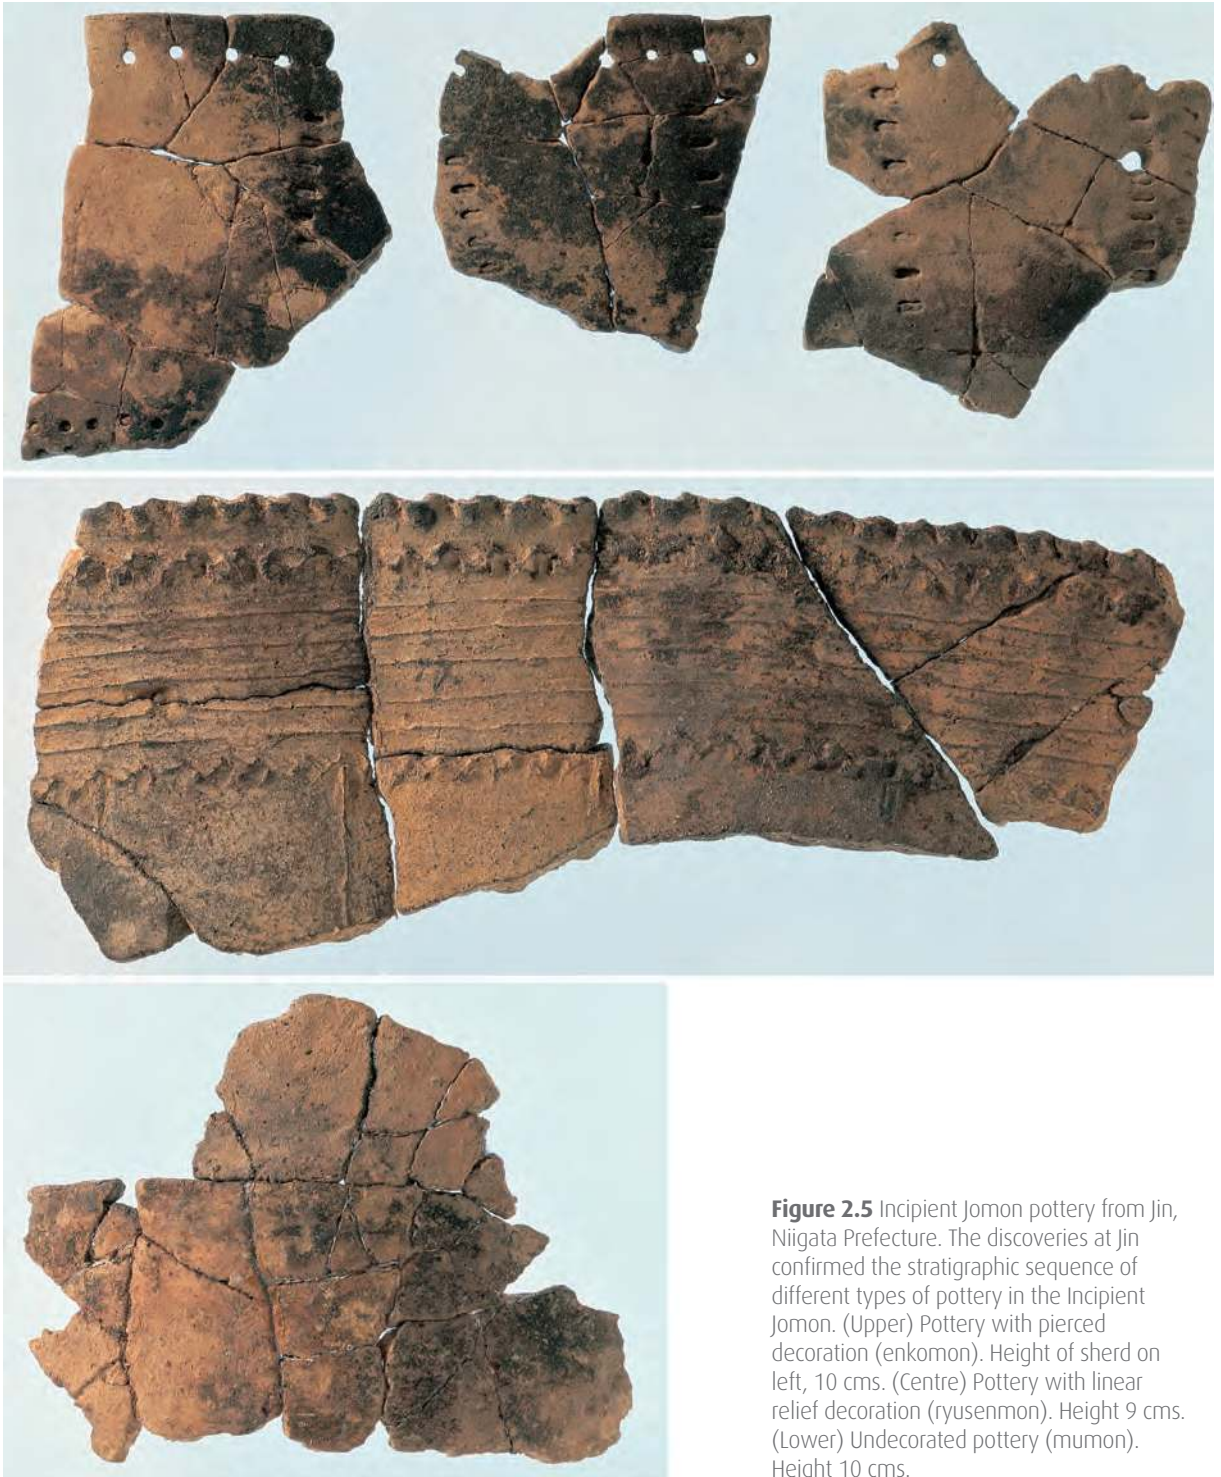 Figure 2.5 Incipient Jomon pottery from Jin,
Niigata Prefecture. The discoveries at Jin
confirmed the stratigraphic sequence of
different types of pottery in the Incipient
Jomon. (Upper) Pottery with pierced
decoration (enkomon). Height of sherd on
left, 10 cms. (Centre) Pottery with linear
relief decoration (ryusenmon). Height 9 cms.
(Lower) Undecorated pottery (mumon).
Height 10 cms.